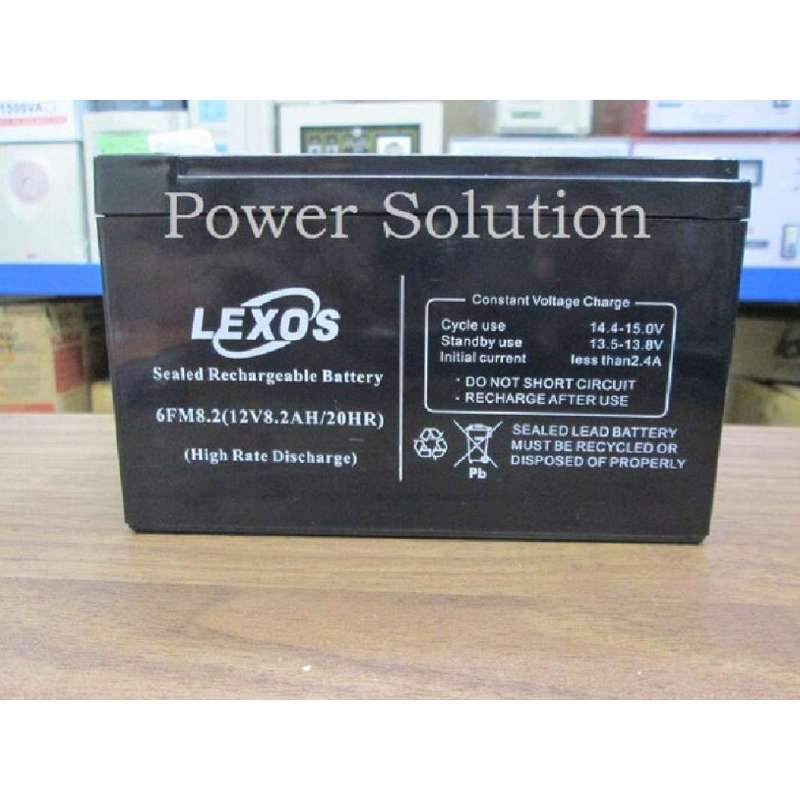 1500VA
Power Solution
LEXOS
Sealed Rechargeable Battery
6FM8.2(12V8.2AH/20HR)
(High Rate Discharge)
Constant Voltage Charge
Cycle use 14.4-15.0V
Standby use 13.5-13.8V
Initial current less than2.4A
· DO NOT SHORT CIRCUIT
· RECHARGE AFTER USE
Pb
SEALED LEAD BATTERY
MUST BE RECYCLED OR
DISPOSED OF PROPERLY